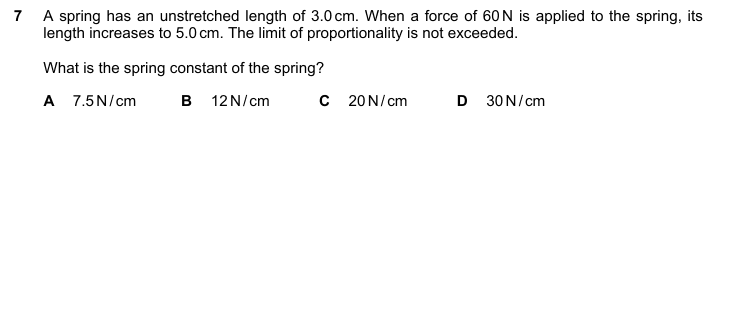 7 A spring has an unstretched length of 3.0 cm. When a force of 60 N is applied to the spring, its
length increases to 5.0 cm. The limit of proportionality is not exceeded.
What is the spring constant of the spring?
A 7.5 N / cm B 12 N / cm C 20 N / cm D 30 N / cm